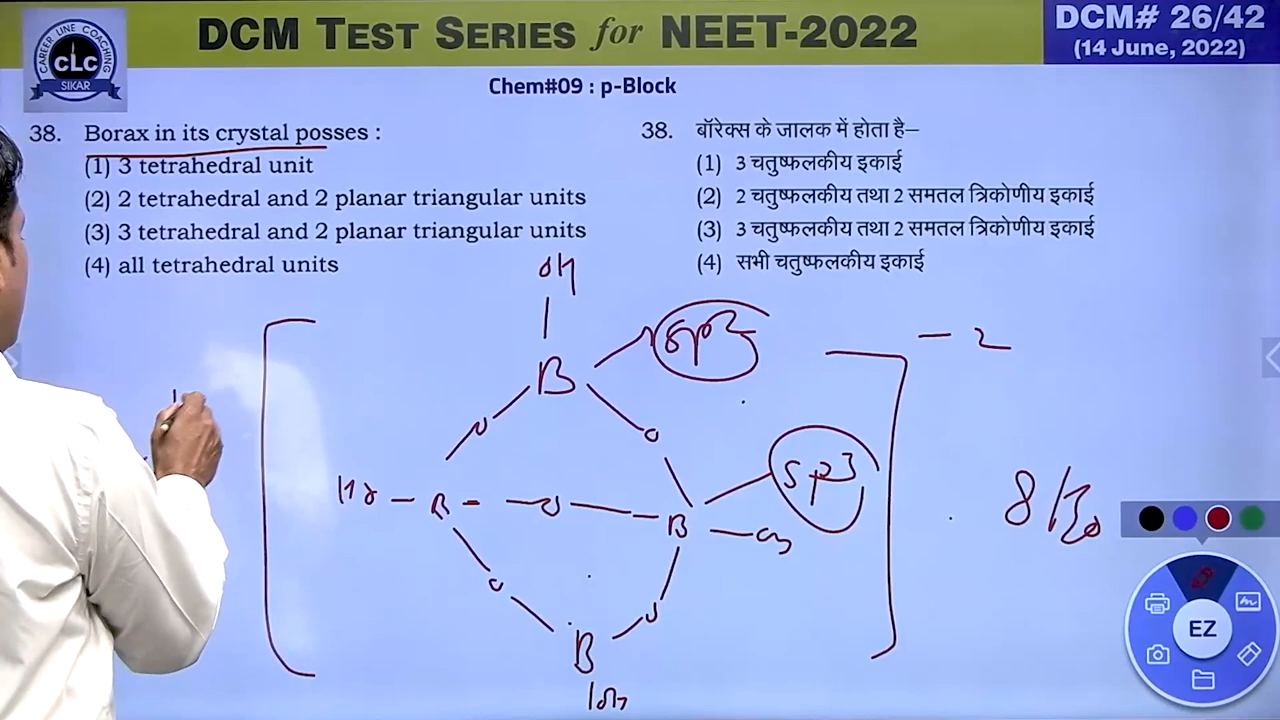 CAREER LINE COACHING
CLC
SIKAR
DCM TEST SERIES for NEET-2022
DCM# 26/42
(14 June, 2022)
Chem#09 : p-Block
38. Borax in its crystal posses :
(1) 3 tetrahedral unit
(2) 2 tetrahedral and 2 planar triangular units
(3) 3 tetrahedral and 2 planar triangular units
(4) all tetrahedral units
38. बॉरेक्स के जालक में होता है–
(1) 3 चतुष्फलकीय इकाई
(2) 2 चतुष्फलकीय तथा 2 समतल त्रिकोणीय इकाई
(3) 3 चतुष्फलकीय तथा 2 समतल त्रिकोणीय इकाई
(4) सभी चतुष्फलकीय इकाई
OH
B
sp2
- 2
O
O
sp3
B
O
B
O
O
B
EZ